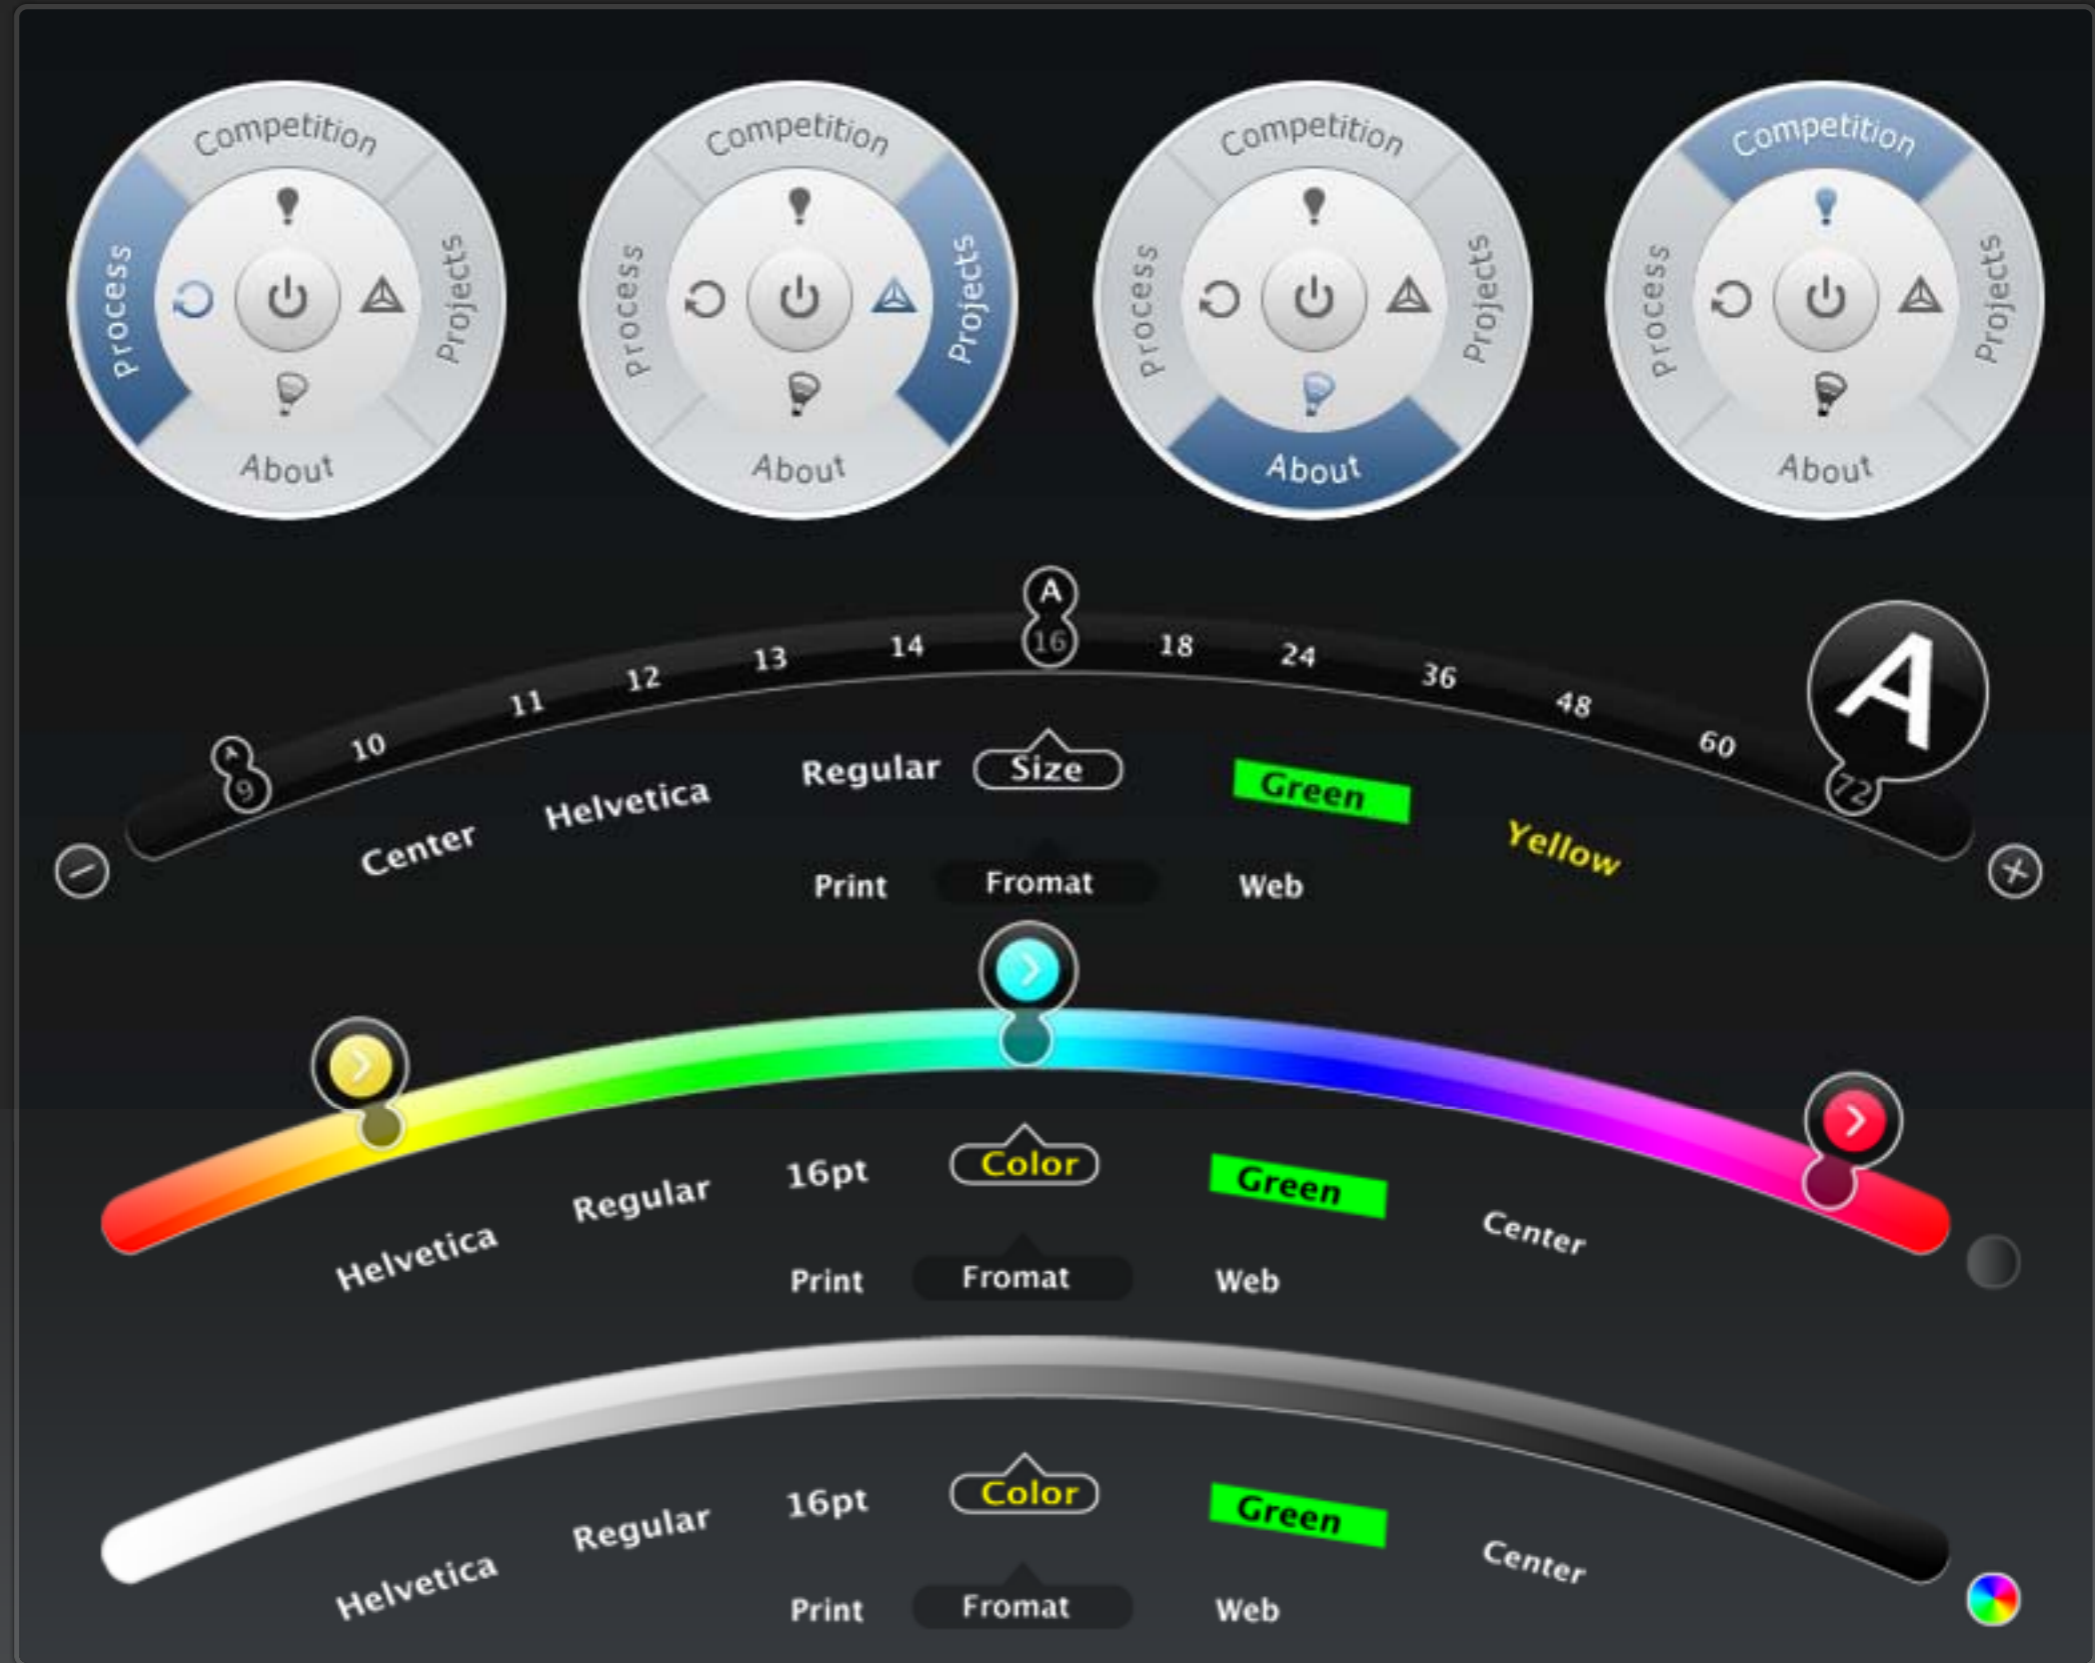 Competition
Process
Projects
About
Competition
Process
Projects
About
Competition
Process
Projects
About
Competition
Process
Projects
About
A A A
9 10 11 12 13 14 16 18 24 36 48 60 72
Center Helvetica Regular Size Green Yellow
Print Fromat Web
Helvetica Regular 16pt Color Green Center
Print Fromat Web
Helvetica Regular 16pt Color Green Center
Print Fromat Web